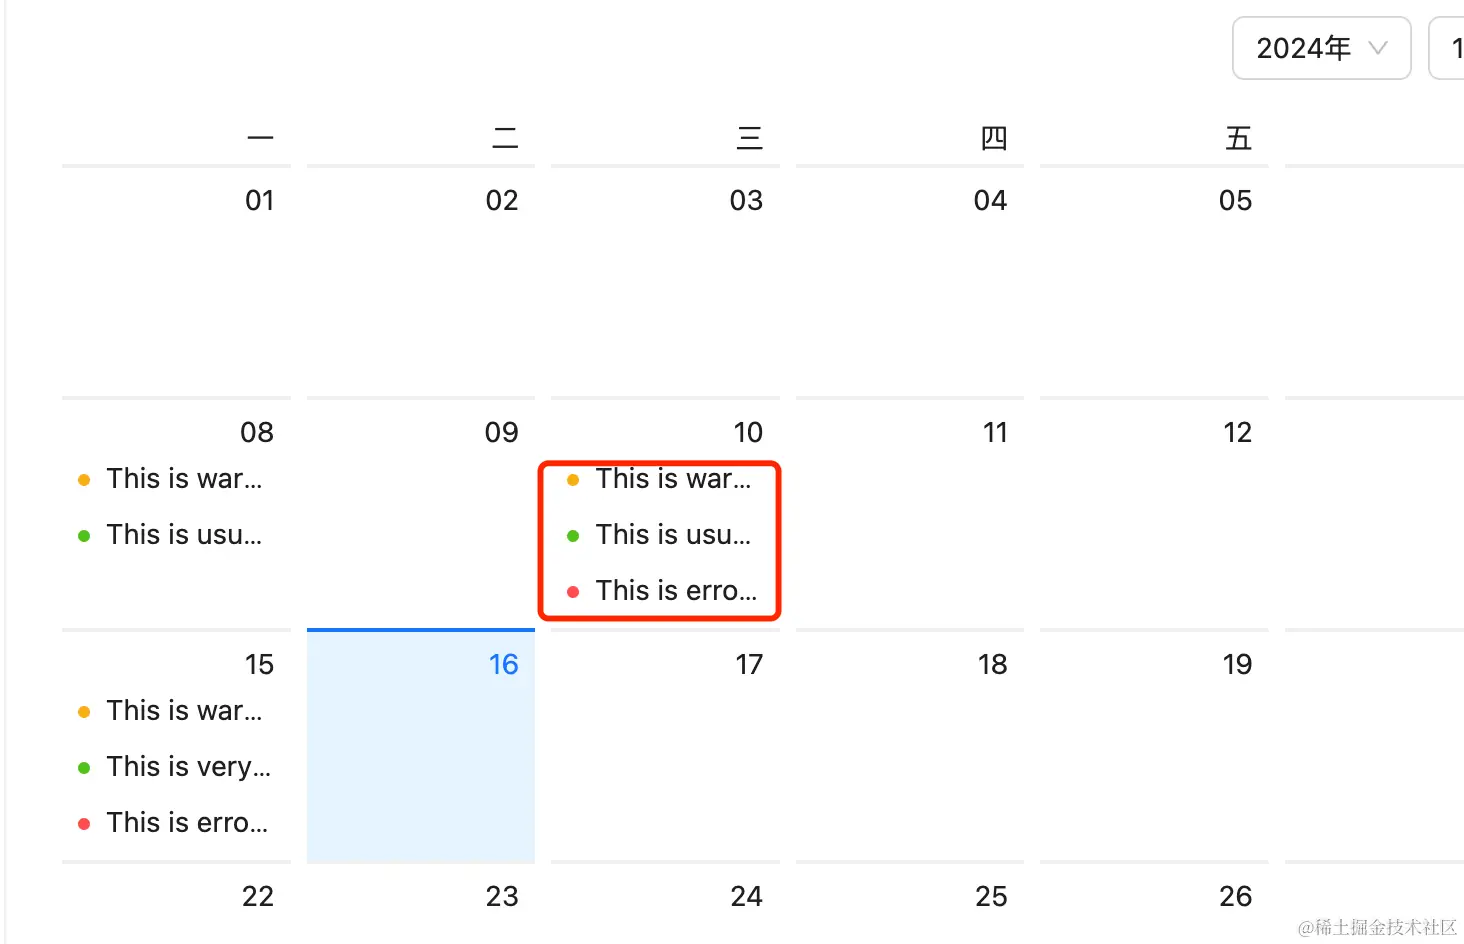 2024年 1
一 二 三 四 五
01 02 03 04 05
08 09 10 11 12
This is war... This is war...
This is usu... This is usu...
This is erro...
15 16 17 18 19
This is war...
This is very...
This is erro...
22 23 24 25 26
@稀土掘金技术社区